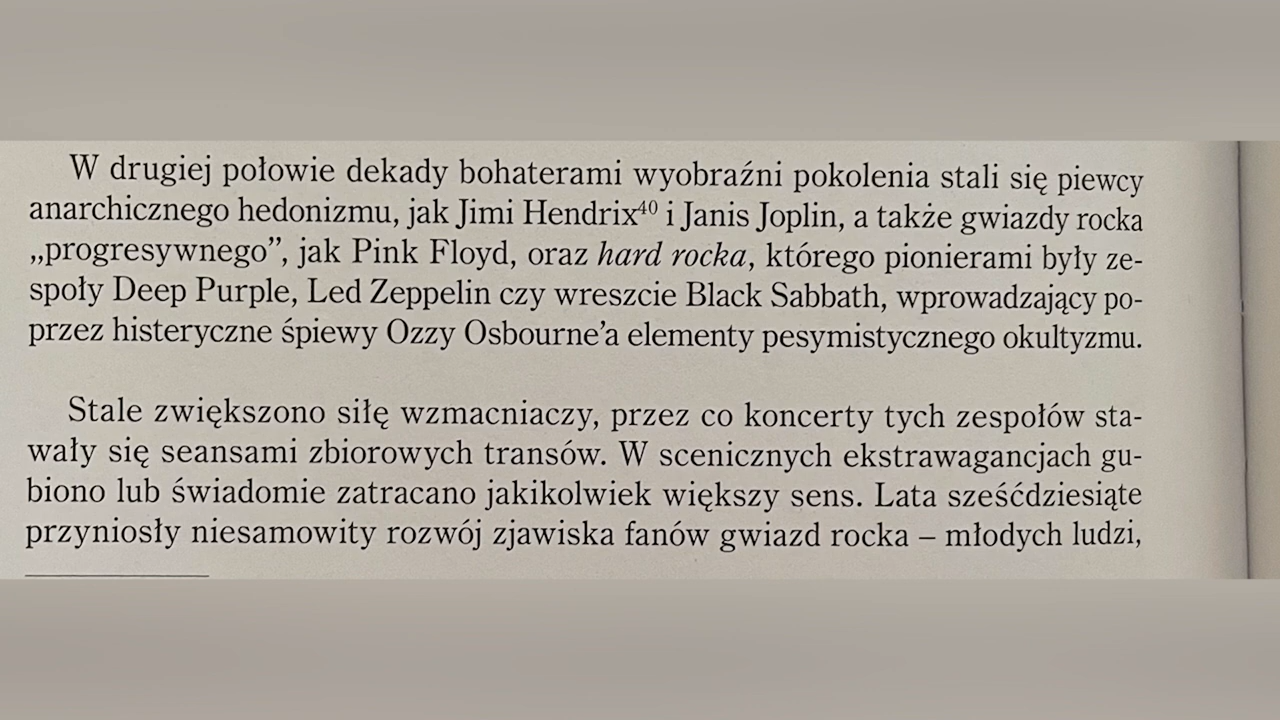 W drugiej połowie dekady bohaterami wyobraźni pokolenia stali się piewcy
anarchicznego hedonizmu, jak Jimi Hendrix⁴⁰ i Janis Joplin, a także gwiazdy rocka
„progresywnego”, jak Pink Floyd, oraz hard rocka, którego pionierami były ze-
społy Deep Purple, Led Zeppelin czy wreszcie Black Sabbath, wprowadzający po-
przez histeryczne śpiewy Ozzy Osbourne’a elementy pesymistycznego okultyzmu.
Stale zwiększono siłę wzmacniaczy, przez co koncerty tych zespołów sta-
wały się seansami zbiorowych transów. W scenicznych ekstrawagancjach gu-
biono lub świadomie zatracano jakikolwiek większy sens. Lata sześćdziesiąte
przyniosły niesamowity rozwój zjawiska fanów gwiazd rocka – młodych ludzi,